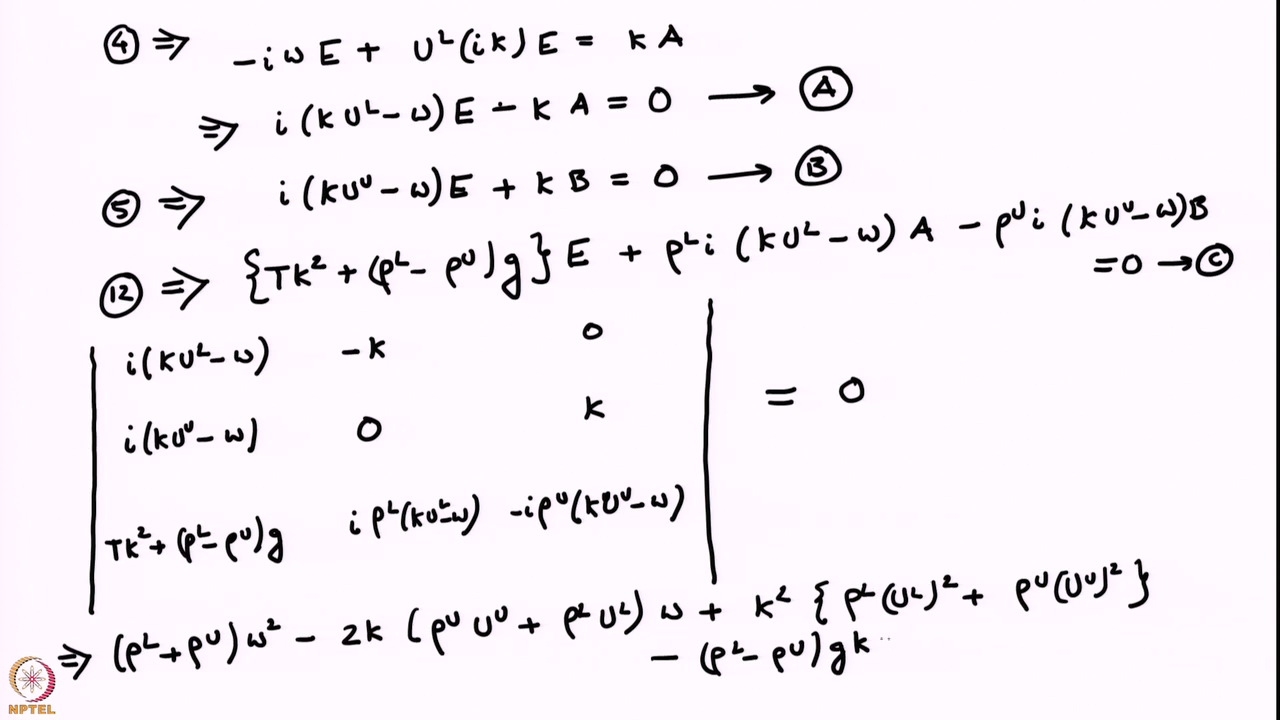 ④ ⇒ -iωE + U^L(ik)E = kA
⇒ i(kU^L - ω)E - kA = 0 → Ⓐ
⑤ ⇒ i(kU^U - ω)E + kB = 0 → Ⓑ
⑫ ⇒ {Tk² + (ρ^L - ρ^U)g}E + ρ^L i(kU^L - ω)A - ρ^U i(kU^U - ω)B
= 0 → Ⓒ
| i(kU^L - ω) -k 0 |
| i(kU^U - ω) 0 k | = 0
| Tk² + (ρ^L - ρ^U)g iρ^L(kU^L - ω) -iρ^U(kU^U - ω) |
⇒ (ρ^L + ρ^U)ω² - 2k(ρ^U U^U + ρ^L U^L)ω + k²{ρ^L(U^L)² + ρ^U(U^U)²}
- (ρ^L - ρ^U)gk
NPTEL